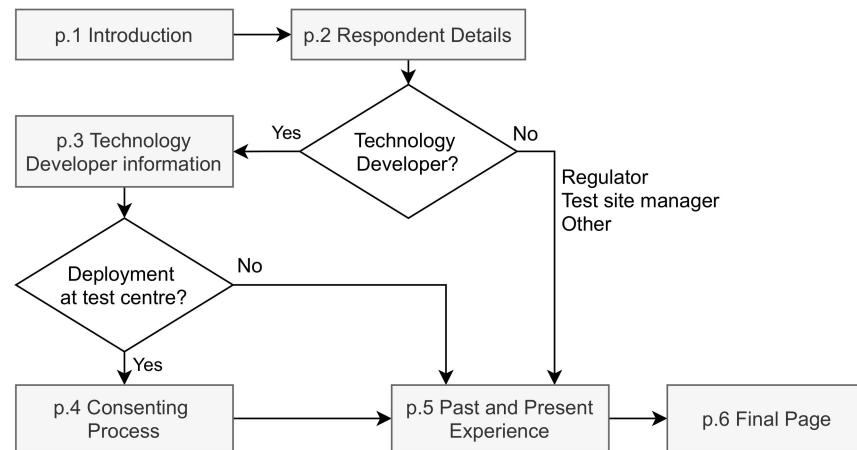 p.1 Introduction
p.2 Respondent Details
Technology
Developer?
Yes
No
p.3 Technology
Developer information
Regulator
Test site manager
Other
Deployment
at test centre?
No
Yes
p.4 Consenting
Process
p.5 Past and Present
Experience
p.6 Final Page